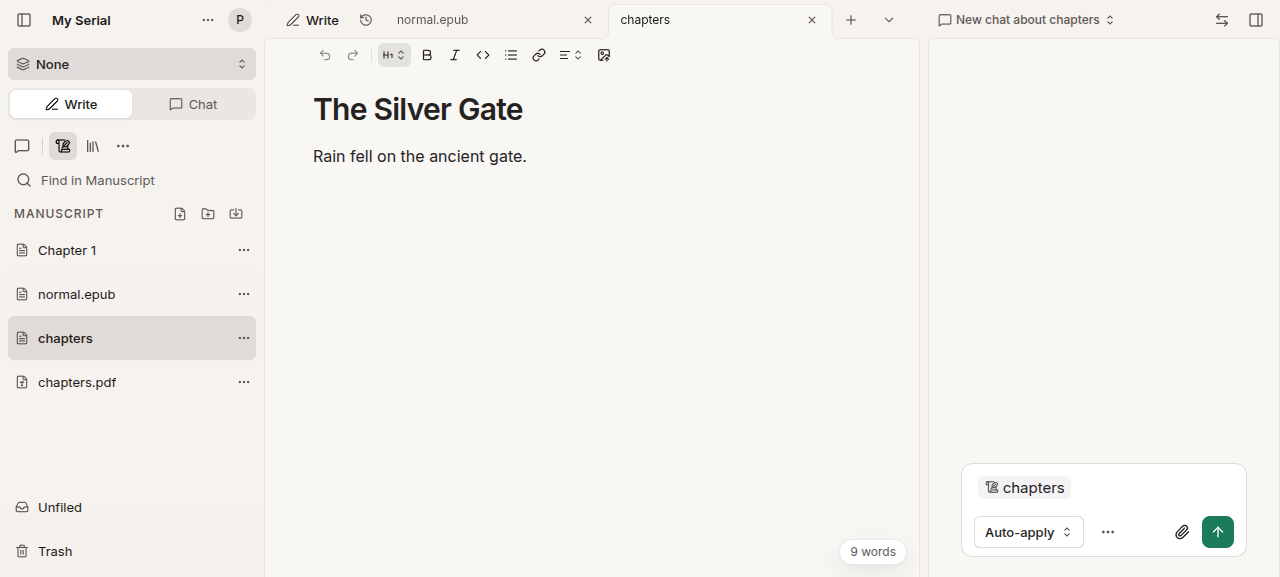 My Serial
P
None
Write
Chat
Find in Manuscript
MANUSCRIPT
Chapter 1
normal.epub
chapters
chapters.pdf
Unfiled
Trash
Write
normal.epub
chapters
H1
B
I
The Silver Gate
Rain fell on the ancient gate.
9 words
New chat about chapters
chapters
Auto-apply